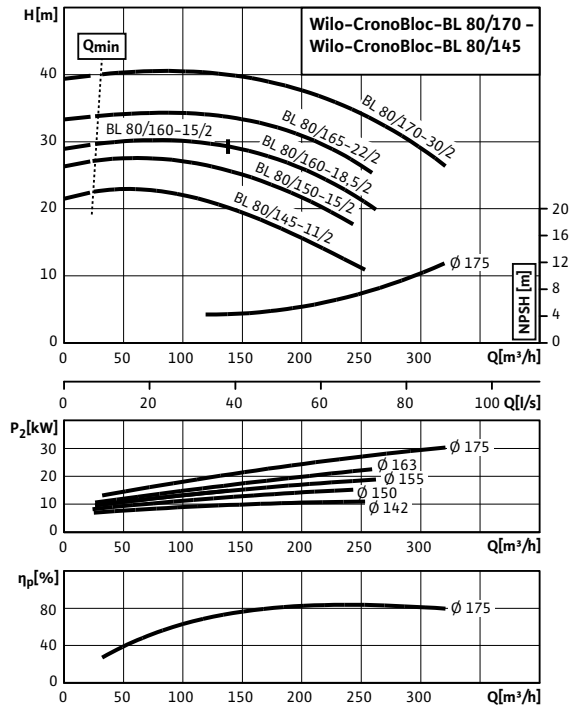 H[m]
Wilo-CronoBloc-BL 80/170 -
Wilo-CronoBloc-BL 80/145
Qmin
40
30
20
10
0
BL 80/170-30/2
BL 80/165-22/2
BL 80/160-15/2
BL 80/160-18.5/2
BL 80/150-15/2
BL 80/145-11/2
Ø 175
20
16
12
8
4
0
NPSH [m]
0 50 100 150 200 250 300 Q[m³/h]
0 20 40 60 80 100 Q[l/s]
P2[kW]
30
20
10
0
Ø 175
Ø 163
Ø 155
Ø 150
Ø 142
0 50 100 150 200 250 300 Q[m³/h]
ηp[%]
80
40
0
Ø 175
0 50 100 150 200 250 300 Q[m³/h]